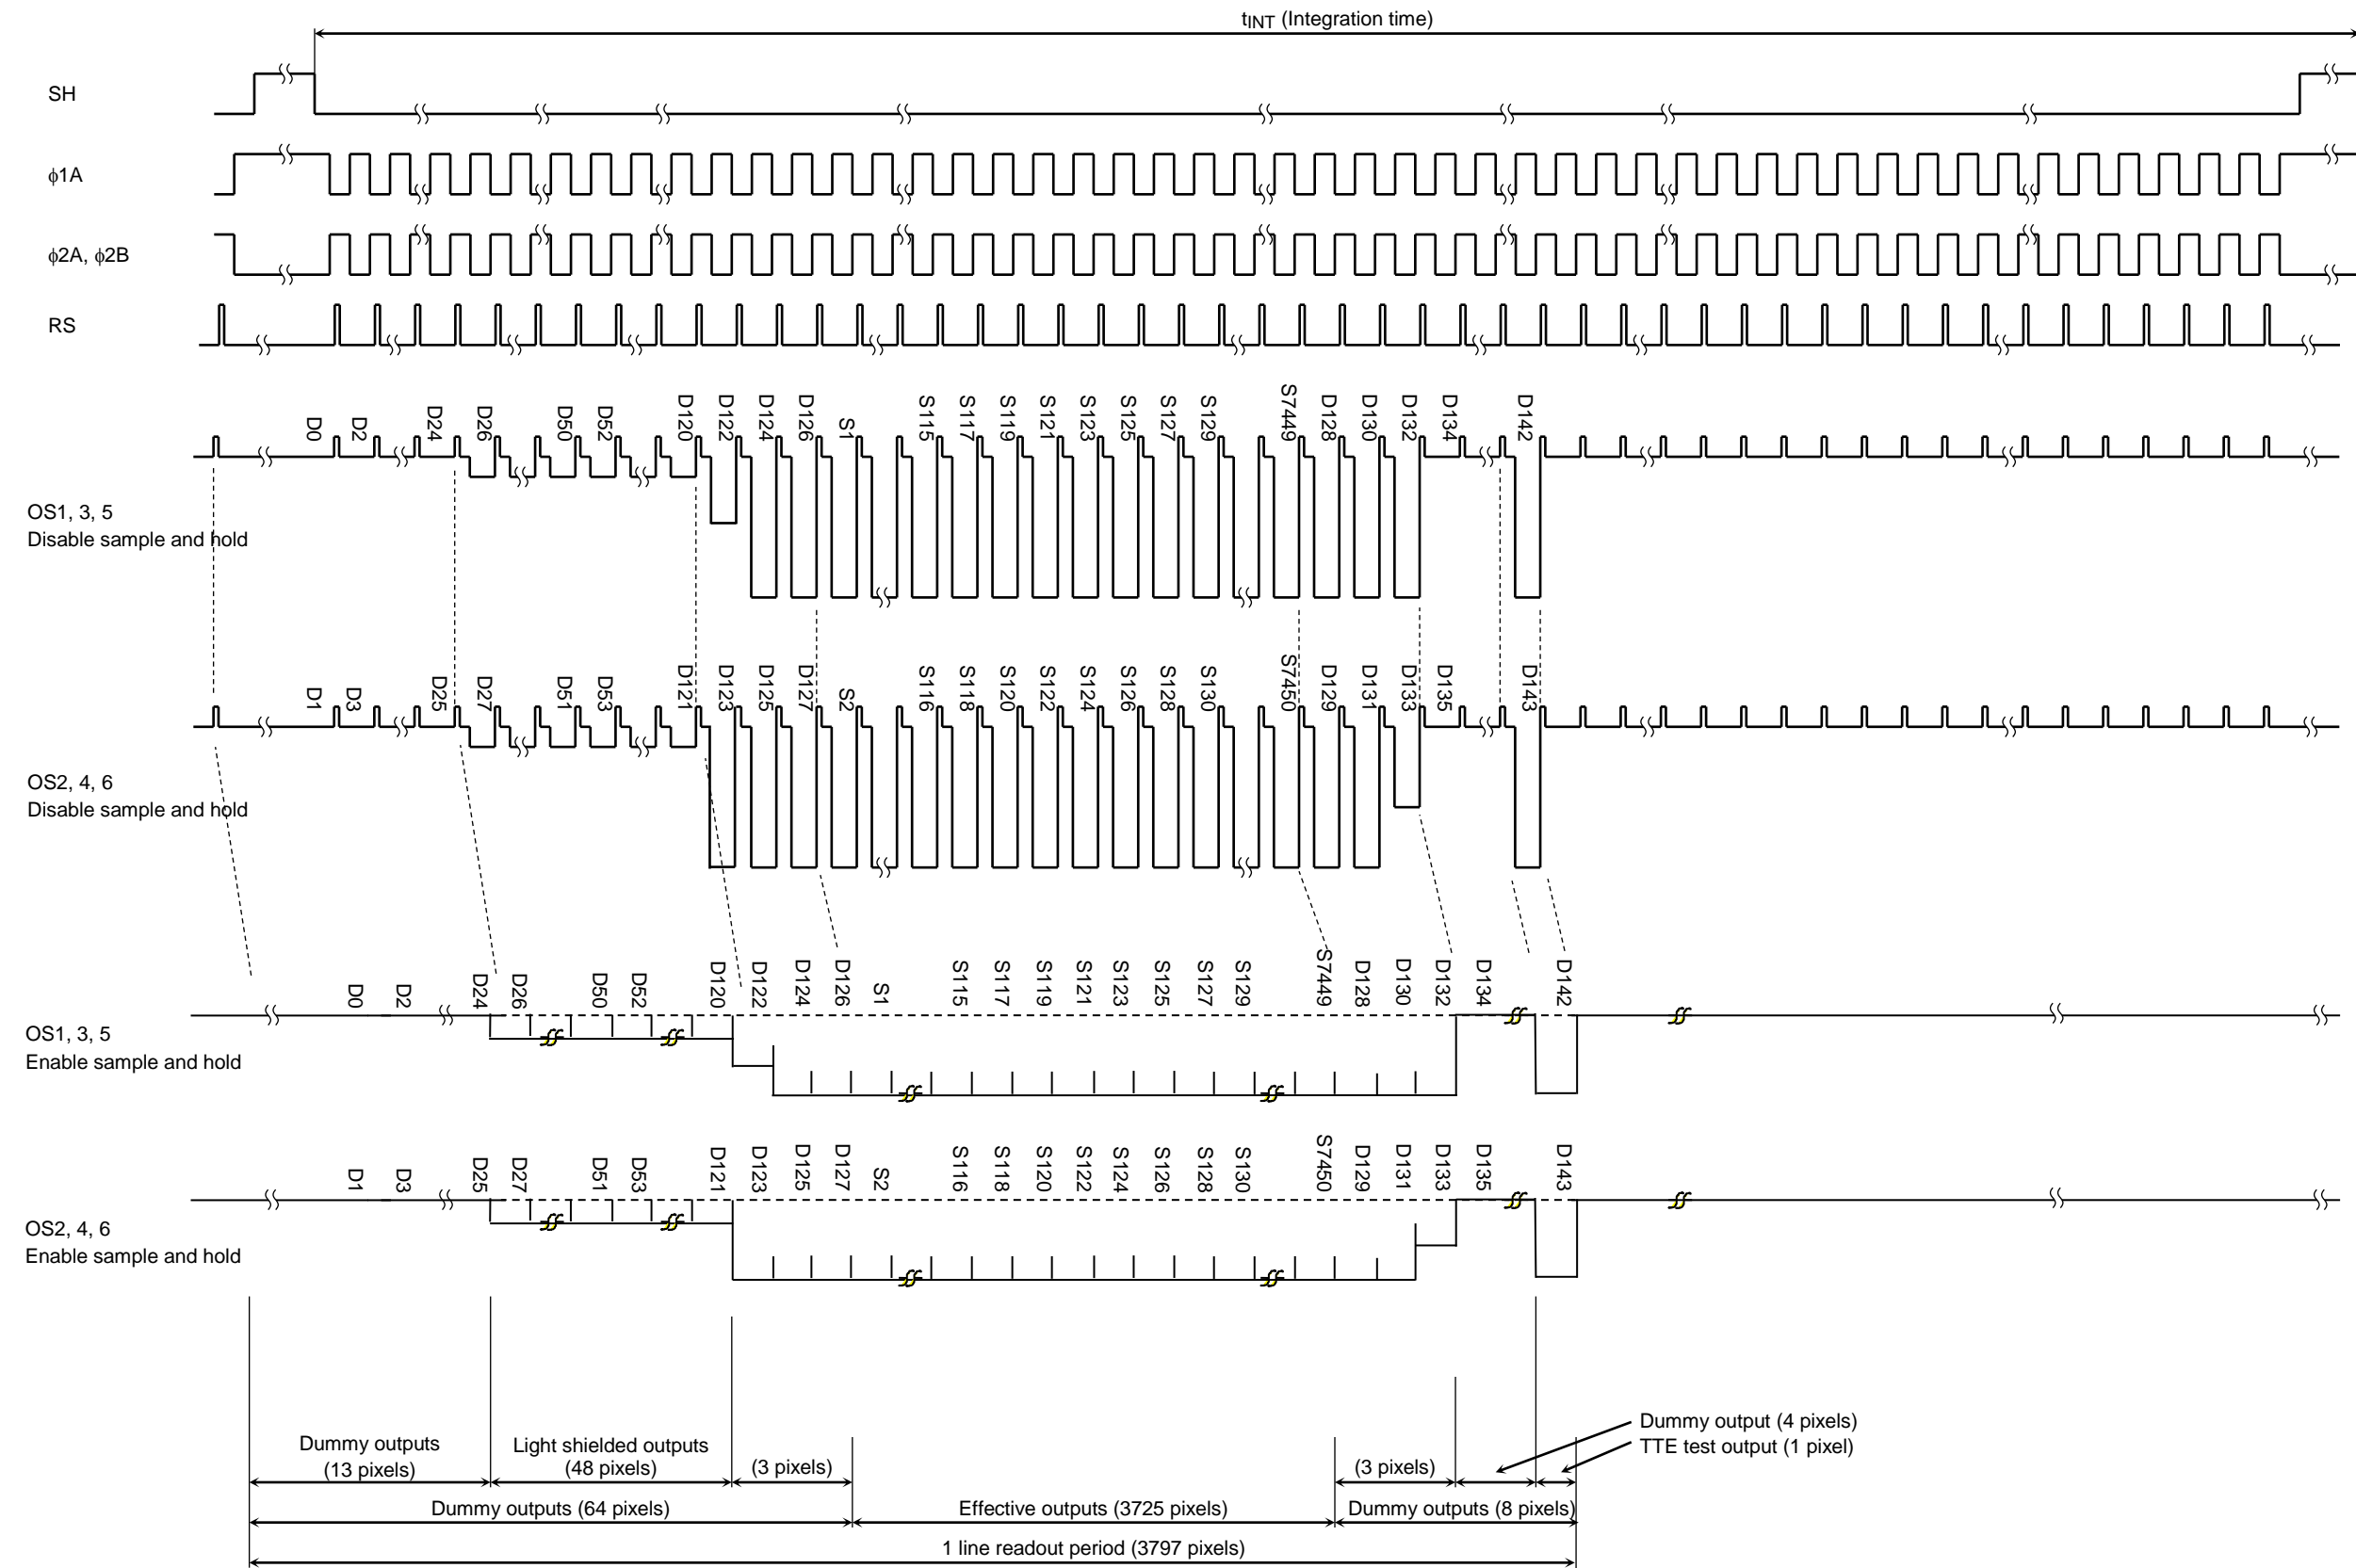 tINT (Integration time)
SH
ϕ1A
ϕ2A, ϕ2B
RS
D0 D2 D24 D26 D50 D52 D120 D122 D124 D126 S1 S115 S117 S119 S121 S123 S125 S127 S129 S7449 D128 D130 D132 D134 D142
OS1, 3, 5
Disable sample and hold
D1 D3 D25 D27 D51 D53 D121 D123 D125 D127 S2 S116 S118 S120 S122 S124 S126 S128 S130 S7450 D129 D131 D133 D135 D143
OS2, 4, 6
Disable sample and hold
D0 D2 D24 D26 D50 D52 D120 D122 D124 D126 S1 S115 S117 S119 S121 S123 S125 S127 S129 S7449 D128 D130 D132 D134 D142
OS1, 3, 5
Enable sample and hold
D1 D3 D25 D27 D51 D53 D121 D123 D125 D127 S2 S116 S118 S120 S122 S124 S126 S128 S130 S7450 D129 D131 D133 D135 D143
OS2, 4, 6
Enable sample and hold
Dummy output (4 pixels)
TTE test output (1 pixel)
Dummy outputs
(13 pixels)
Light shielded outputs
(48 pixels)
(3 pixels)
(3 pixels)
Dummy outputs (64 pixels)
Effective outputs (3725 pixels)
Dummy outputs (8 pixels)
1 line readout period (3797 pixels)